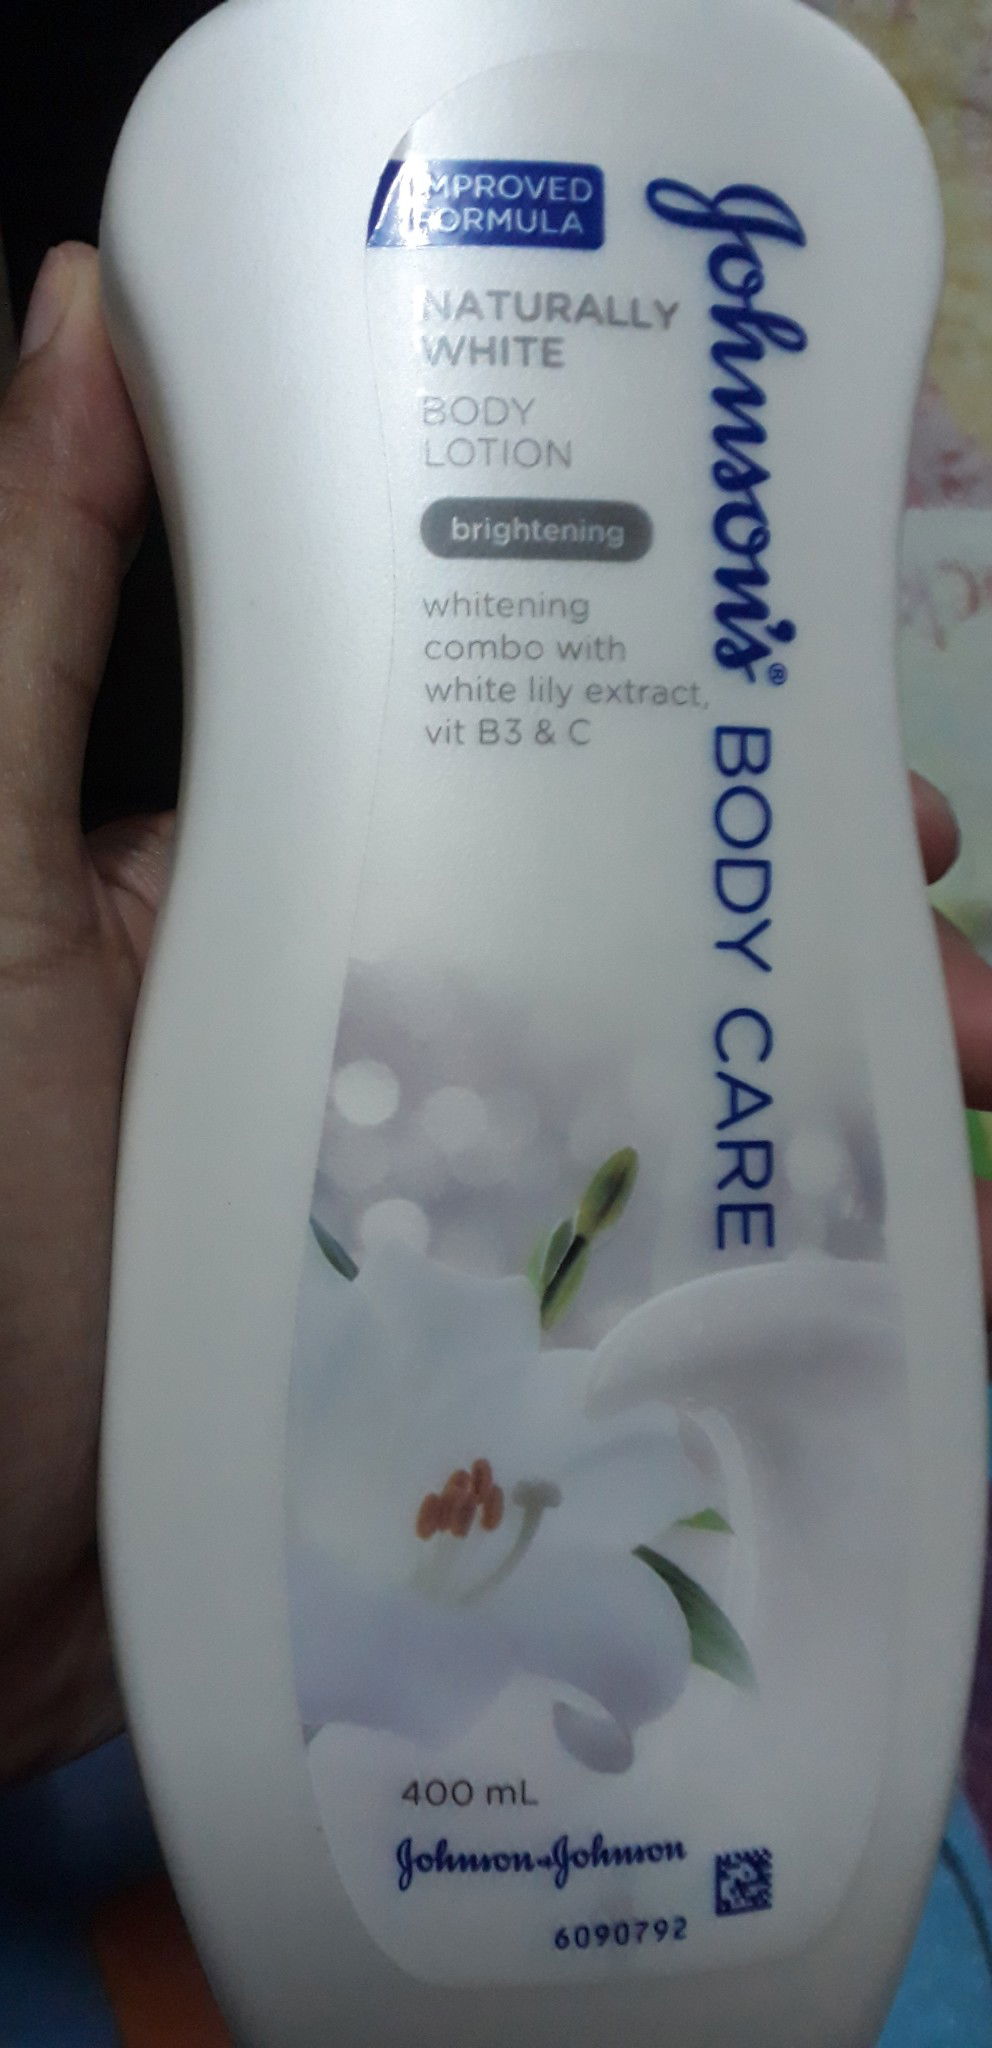 IMPROVED
FORMULA
NATURALLY
WHITE
BODY
LOTION
brightening
whitening
combo with
white lily extract,
vit B3 & C
Johnson's® BODY CARE
400 mL
Johnson & Johnson
6090792